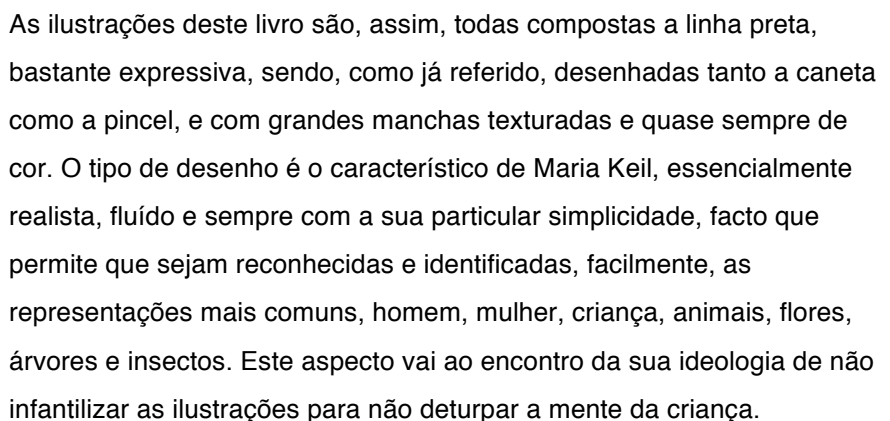 As ilustrações deste livro são, assim, todas compostas a linha preta,
bastante expressiva, sendo, como já referido, desenhadas tanto a caneta
como a pincel, e com grandes manchas texturadas e quase sempre de
cor. O tipo de desenho é o característico de Maria Keil, essencialmente
realista, fluído e sempre com a sua particular simplicidade, facto que
permite que sejam reconhecidas e identificadas, facilmente, as
representações mais comuns, homem, mulher, criança, animais, flores,
árvores e insectos. Este aspecto vai ao encontro da sua ideologia de não
infantilizar as ilustrações para não deturpar a mente da criança.